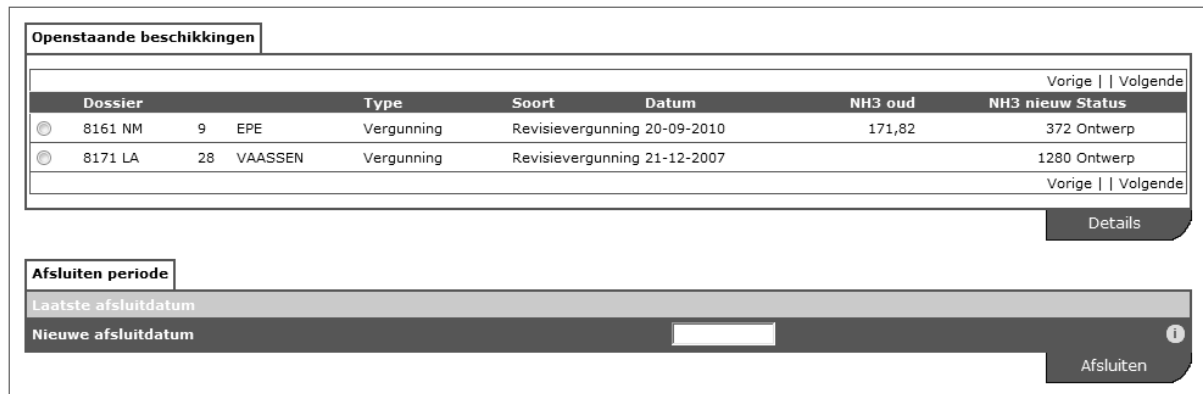 Openstaande beschikkingen
Vorige | | Volgende
Dossier Type Soort Datum NH3 oud NH3 nieuw Status
8161 NM 9 EPE Vergunning Revisievergunning 20-09-2010 171,82 372 Ontwerp
8171 LA 28 VAASSEN Vergunning Revisievergunning 21-12-2007 1280 Ontwerp
Vorige | | Volgende
Details
Afsluiten periode
Laatste afsluitdatum
Nieuwe afsluitdatum i
Afsluiten